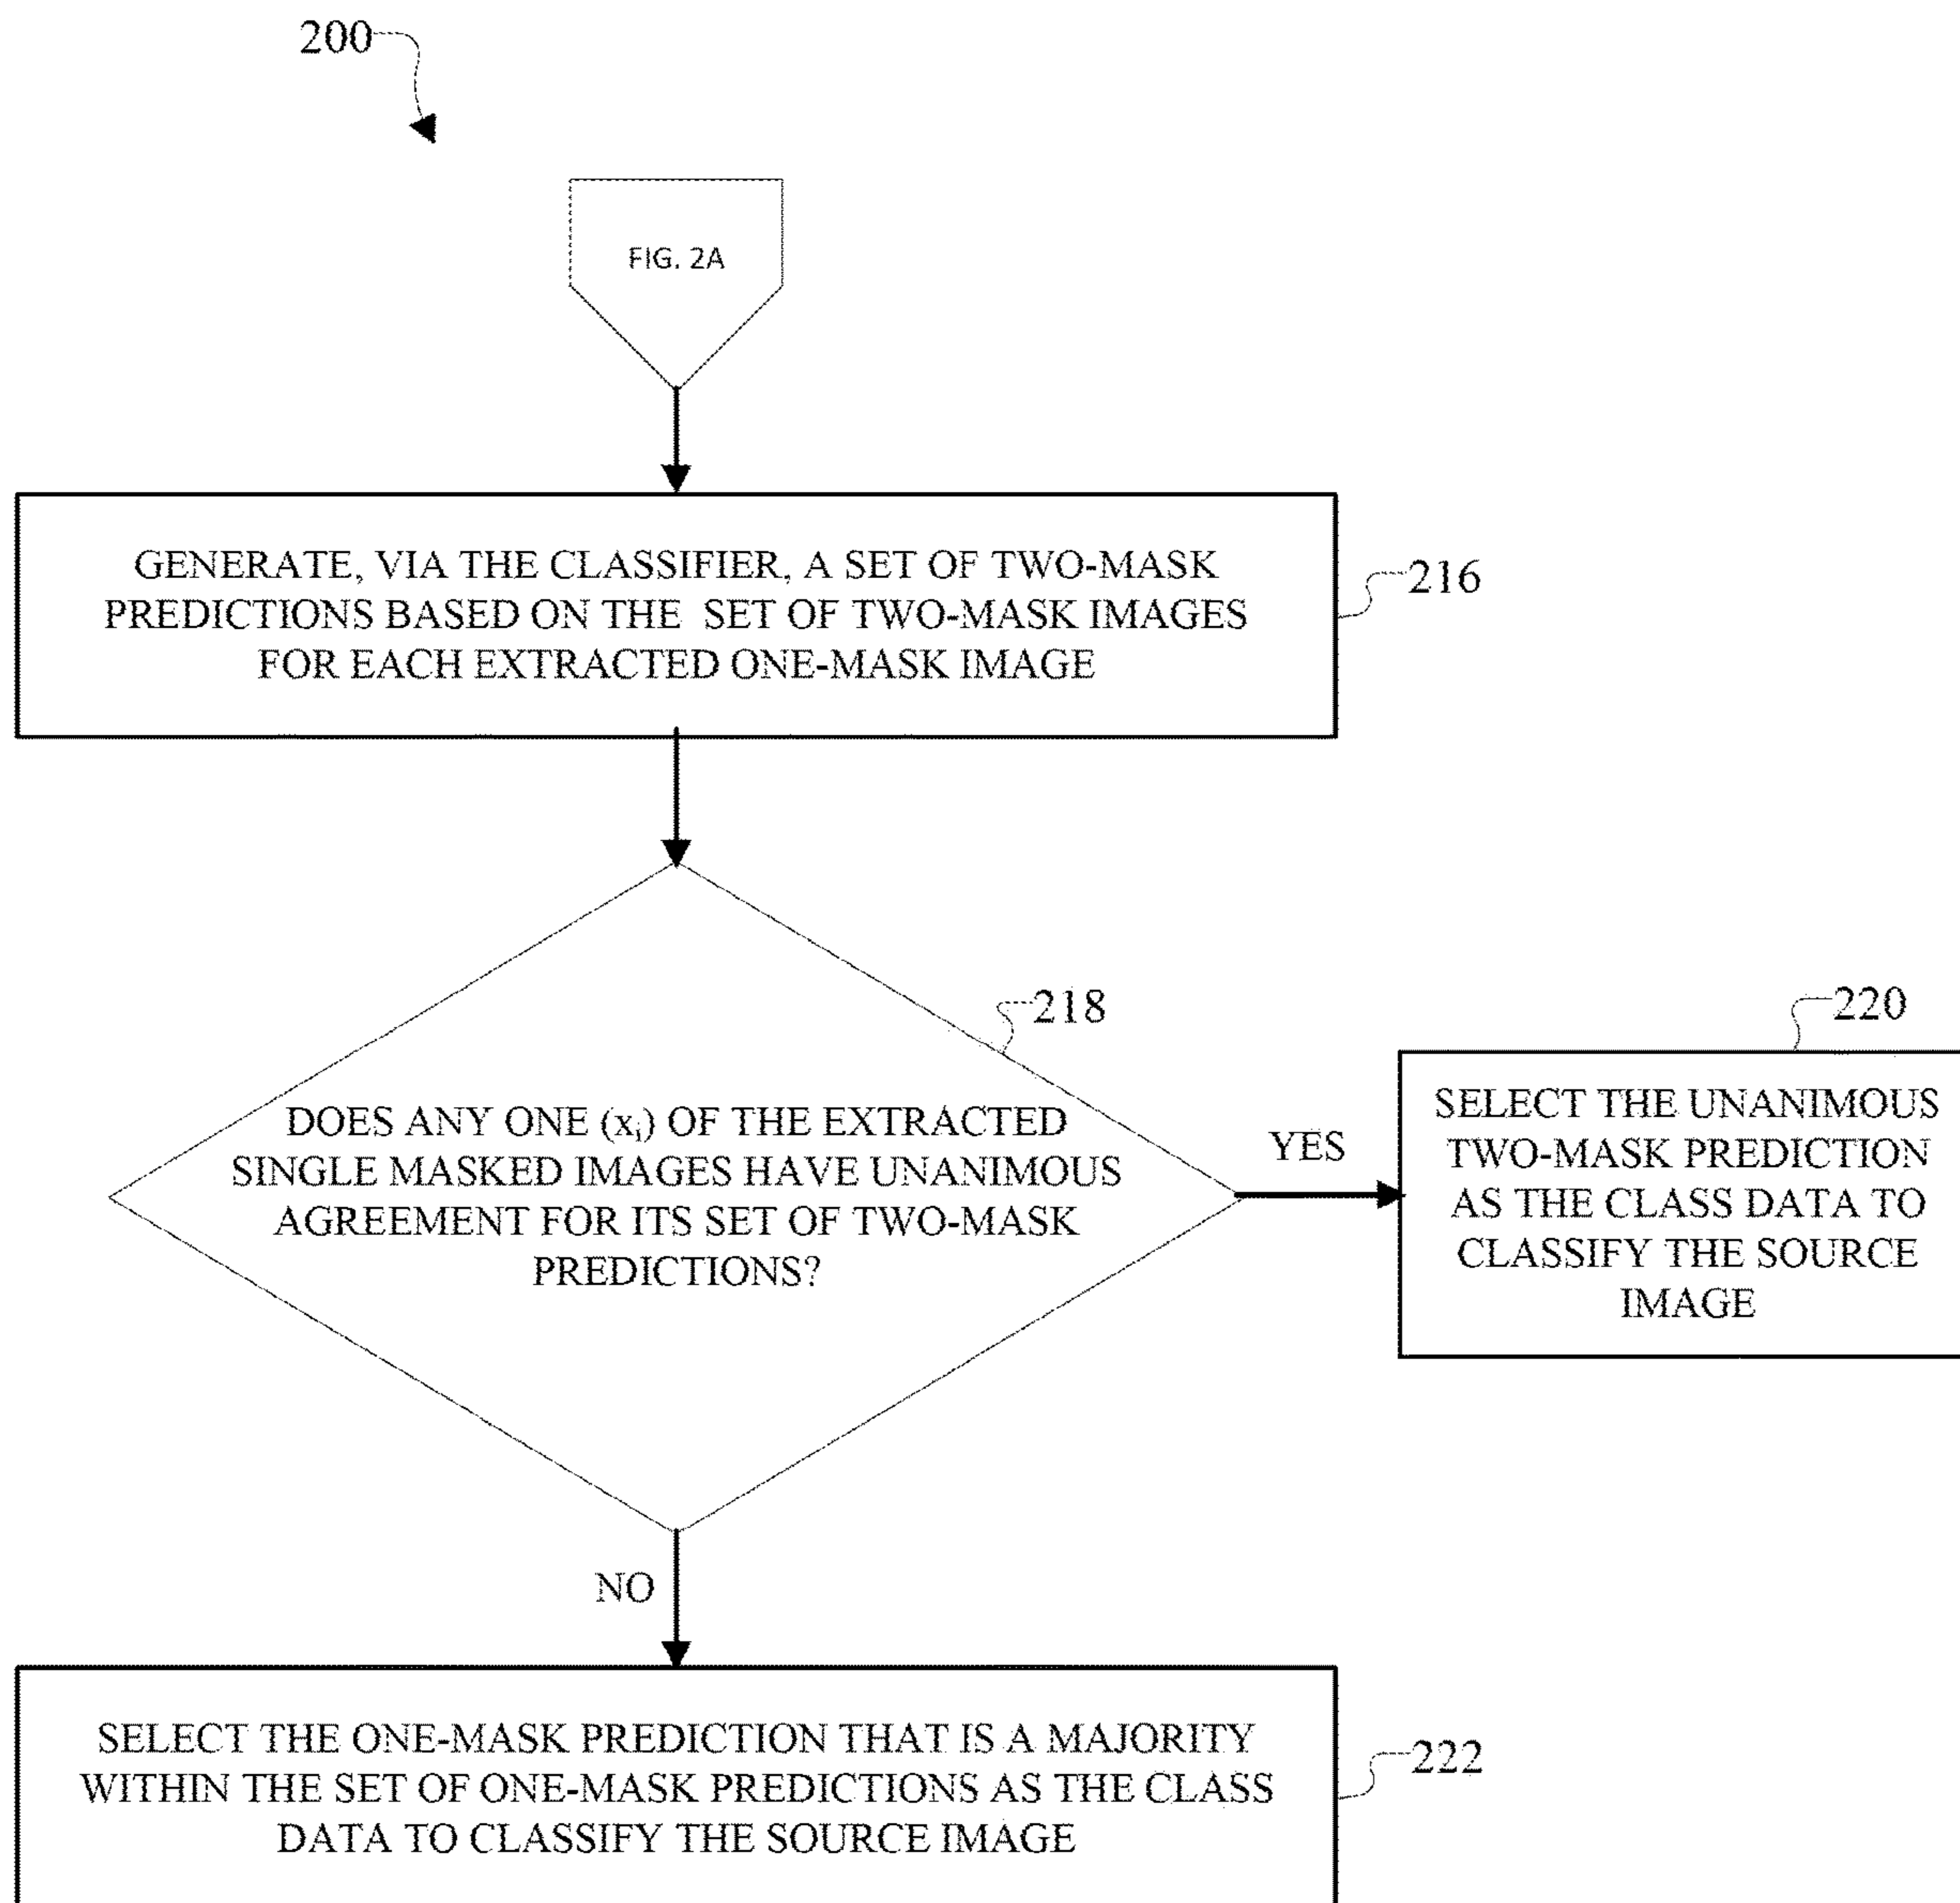 200
FIG. 2A
GENERATE, VIA THE CLASSIFIER, A SET OF TWO-MASK
PREDICTIONS BASED ON THE SET OF TWO-MASK IMAGES
FOR EACH EXTRACTED ONE-MASK IMAGE
216
218
DOES ANY ONE (xᵢ) OF THE EXTRACTED
SINGLE MASKED IMAGES HAVE UNANIMOUS
AGREEMENT FOR ITS SET OF TWO-MASK
PREDICTIONS?
YES
220
SELECT THE UNANIMOUS
TWO-MASK PREDICTION
AS THE CLASS DATA TO
CLASSIFY THE SOURCE
IMAGE
NO
SELECT THE ONE-MASK PREDICTION THAT IS A MAJORITY
WITHIN THE SET OF ONE-MASK PREDICTIONS AS THE CLASS
DATA TO CLASSIFY THE SOURCE IMAGE
222